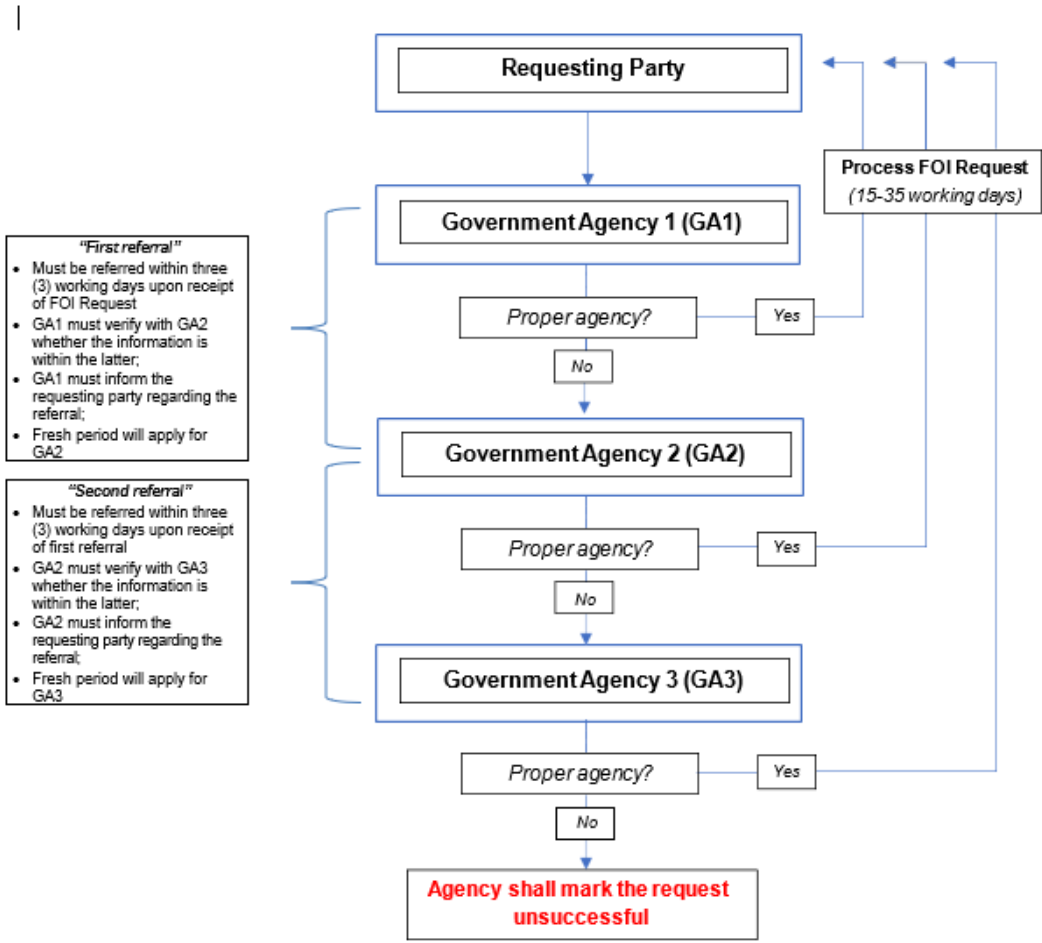 Requesting Party
Process FOI Request
(15-35 working days)
Government Agency 1 (GA1)
"First referral"
• Must be referred within three
(3) working days upon receipt
of FOI Request
• GA1 must verify with GA2
whether the information is
within the latter;
• GA1 must inform the
requesting party regarding the
referral;
• Fresh period will apply for
GA2
Proper agency?
Yes
No
Government Agency 2 (GA2)
"Second referral"
• Must be referred within three
(3) working days upon receipt
of first referral
• GA2 must verify with GA3
whether the information is
within the latter;
• GA2 must inform the
requesting party regarding the
referral;
• Fresh period will apply for
GA3
Proper agency?
Yes
No
Government Agency 3 (GA3)
Proper agency?
Yes
No
Agency shall mark the request
unsuccessful